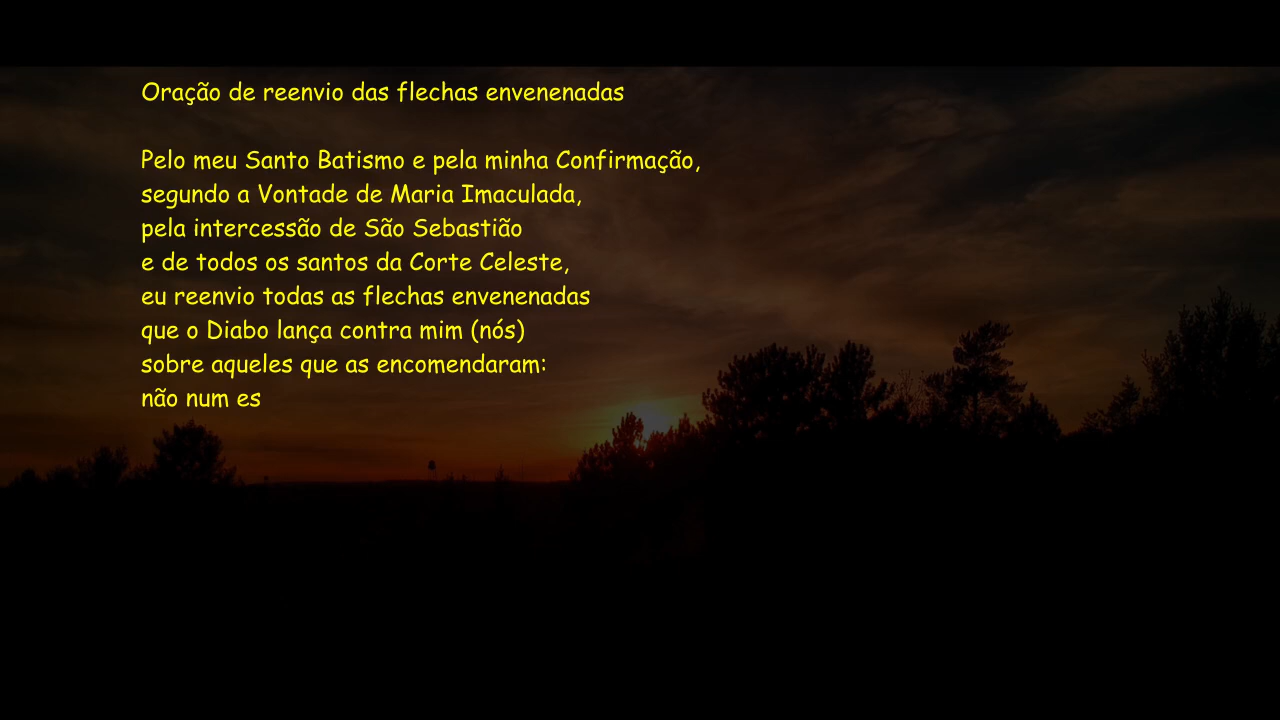 Oração de reenvio das flechas envenenadas
Pelo meu Santo Batismo e pela minha Confirmação,
segundo a Vontade de Maria Imaculada,
pela intercessão de São Sebastião
e de todos os santos da Corte Celeste,
eu reenvio todas as flechas envenenadas
que o Diabo lança contra mim (nós)
sobre aqueles que as encomendaram:
não num es